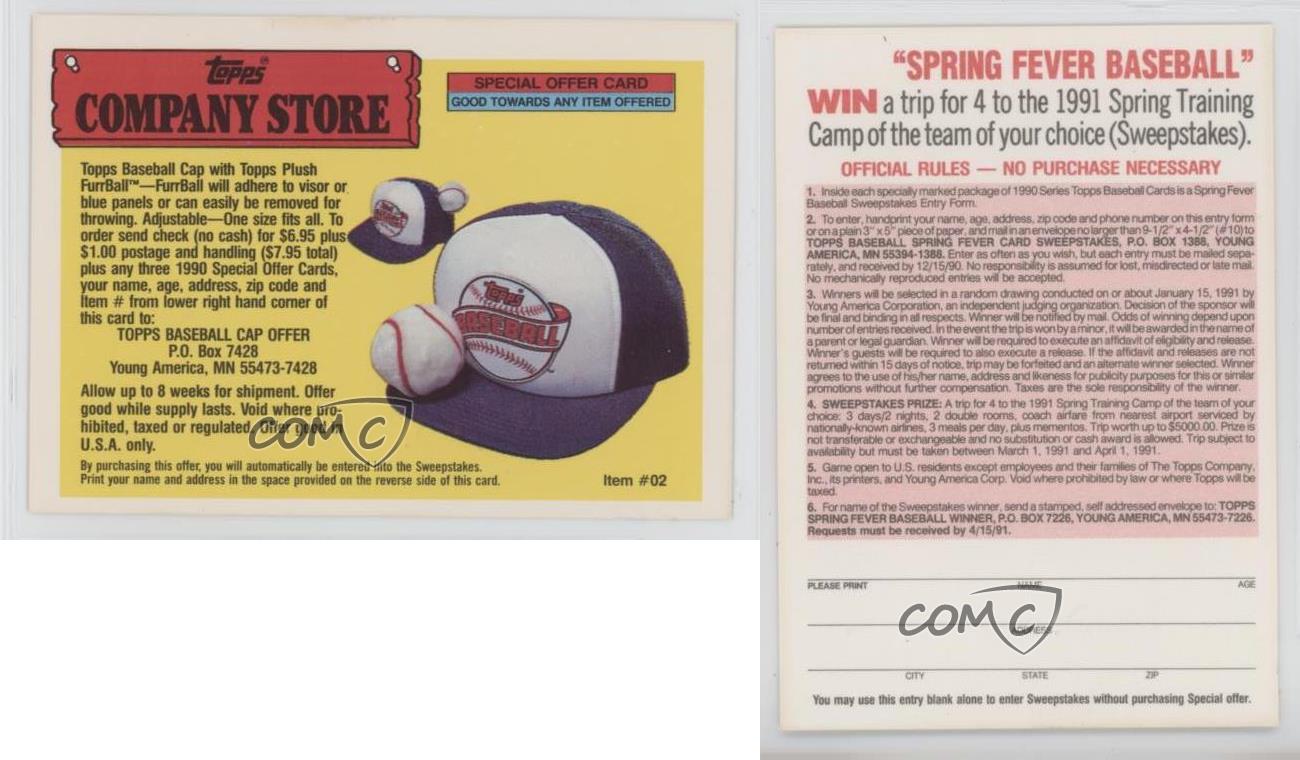 Topps®
COMPANY STORE
SPECIAL OFFER CARD
GOOD TOWARDS ANY ITEM OFFERED
Topps Baseball Cap with Topps Plush
FurrBall™—FurrBall will adhere to visor or
blue panels or can easily be removed for
throwing. Adjustable—One size fits all. To
order send check (no cash) for $6.95 plus
$1.00 postage and handling ($7.95 total)
plus any three 1990 Special Offer Cards,
your name, age, address, zip code and
Item # from lower right hand corner of
this card to:
TOPPS BASEBALL CAP OFFER
P.O. Box 7428
Young America, MN 55473-7428
Allow up to 8 weeks for shipment. Offer
good while supply lasts. Void where pro-
hibited, taxed or regulated. Offer good in
U.S.A. only.
By purchasing this offer, you will automatically be entered into the Sweepstakes.
Print your name and address in the space provided on the reverse side of this card.
Item #02
TOPPS
BASEBALL
COMC
"SPRING FEVER BASEBALL"
WIN a trip for 4 to the 1991 Spring Training
Camp of the team of your choice (Sweepstakes).
OFFICIAL RULES — NO PURCHASE NECESSARY
1. Inside each specially marked package of 1990 Series Topps Baseball Cards is a Spring Fever
Baseball Sweepstakes Entry Form.
2. To enter, handprint your name, age, address, zip code and phone number on this entry form
or on a plain 3" x 5" piece of paper, and mail in an envelope no larger than 9-1/2" x 4-1/2" (#10) to
TOPPS BASEBALL SPRING FEVER CARD SWEEPSTAKES, P.O. BOX 1388, YOUNG
AMERICA, MN 55394-1388. Enter as often as you wish, but each entry must be mailed sepa-
rately, and received by 12/15/90. No responsibility is assumed for lost, misdirected or late mail.
No mechanically reproduced entries will be accepted.
3. Winners will be selected in a random drawing conducted on or about January 15, 1991 by
Young America Corporation, an independent judging organization. Decision of the sponsor will
be final and binding in all respects. Winner will be notified by mail. Odds of winning depend upon
number of entries received. In the event the trip is won by a minor, it will be awarded in the name of
a parent or legal guardian. Winner will be required to execute an affidavit of eligibility and release.
Winner's guests will be required to also execute a release. If the affidavit and releases are not
returned within 15 days of notice, trip may be forfeited and an alternate winner selected. Winner
agrees to the use of his/her name, address and likeness for publicity purposes for this or similar
promotions without further compensation. Taxes are the sole responsibility of the winner.
4. SWEEPSTAKES PRIZE: A trip for 4 to the 1991 Spring Training Camp of the team of your
choice: 3 days/2 nights, 2 double rooms, coach airfare from nearest airport serviced by
nationally-known airlines, 3 meals per day, plus mementos. Trip worth up to $5000.00. Prize is
not transferable or exchangeable and no substitution or cash award is allowed. Trip subject to
availability but must be taken between March 1, 1991 and April 1, 1991.
5. Game open to U.S. residents except employees and their families of The Topps Company,
Inc., its printers, and Young America Corp. Void where prohibited by law or where Topps will be
taxed.
6. For name of the Sweepstakes winner, send a stamped, self addressed envelope to: TOPPS
SPRING FEVER BASEBALL WINNER, P.O. BOX 7226, YOUNG AMERICA, MN 55473-7226.
Requests must be received by 4/15/91.
PLEASE PRINT NAME AGE
COMC
ADDRESS
CITY STATE ZIP
You may use this entry blank alone to enter Sweepstakes without purchasing Special offer.